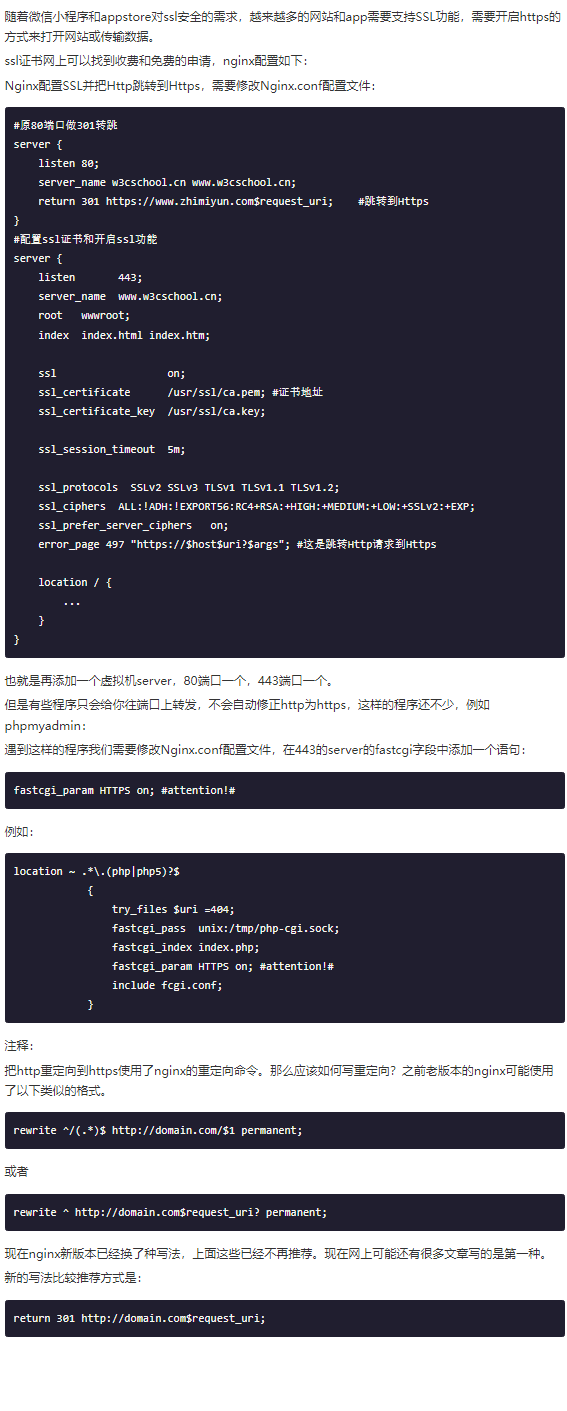 随着微信小程序和appstore对ssl安全的需求，越来越多的网站和app需要支持SSL功能，需要开启https的
方式来打开网站或传输数据。
ssl证书网上可以找到收费和免费的申请，nginx配置如下：
Nginx配置SSL并把Http跳转到Https，需要修改Nginx.conf配置文件：
#原80端口做301转跳
server {
    listen 80;
    server_name w3cschool.cn www.w3cschool.cn;
    return 301 https://www.zhimiyun.com$request_uri;    #跳转到Https
}
#配置ssl证书和开启ssl功能
server {
    listen       443;
    server_name  www.w3cschool.cn;
    root   wwwroot;
    index  index.html index.htm;
    ssl                  on;
    ssl_certificate      /usr/ssl/ca.pem; #证书地址
    ssl_certificate_key  /usr/ssl/ca.key;
    ssl_session_timeout  5m;
    ssl_protocols  SSLv2 SSLv3 TLSv1 TLSv1.1 TLSv1.2;
    ssl_ciphers  ALL:!ADH:!EXPORT56:RC4+RSA:+HIGH:+MEDIUM:+LOW:+SSLv2:+EXP;
    ssl_prefer_server_ciphers   on;
    error_page 497 "https://$host$uri?$args"; #这是跳转Http请求到Https
    location / {
        ...
    }
}
也就是再添加一个虚拟机server，80端口一个，443端口一个。
但是有些程序只会给你往端口上转发，不会自动修正http为https，这样的程序还不少，例如
phpmyadmin：
遇到这样的程序我们需要修改Nginx.conf配置文件，在443的server的fastcgi字段中添加一个语句：
fastcgi_param HTTPS on; #attention!#
例如：
location ~ .*\.(php|php5)?$
            {
                try_files $uri =404;
                fastcgi_pass  unix:/tmp/php-cgi.sock;
                fastcgi_index index.php;
                fastcgi_param HTTPS on; #attention!#
                include fcgi.conf;
            }
注释：
把http重定向到https使用了nginx的重定向命令。那么应该如何写重定向？之前老版本的nginx可能使用
了以下类似的格式。
rewrite ^/(.*)$ http://domain.com/$1 permanent;
或者
rewrite ^ http://domain.com$request_uri? permanent;
现在nginx新版本已经换了种写法，上面这些已经不再推荐。现在网上可能还有很多文章写的是第一种。
新的写法比较推荐方式是：
return 301 http://domain.com$request_uri;